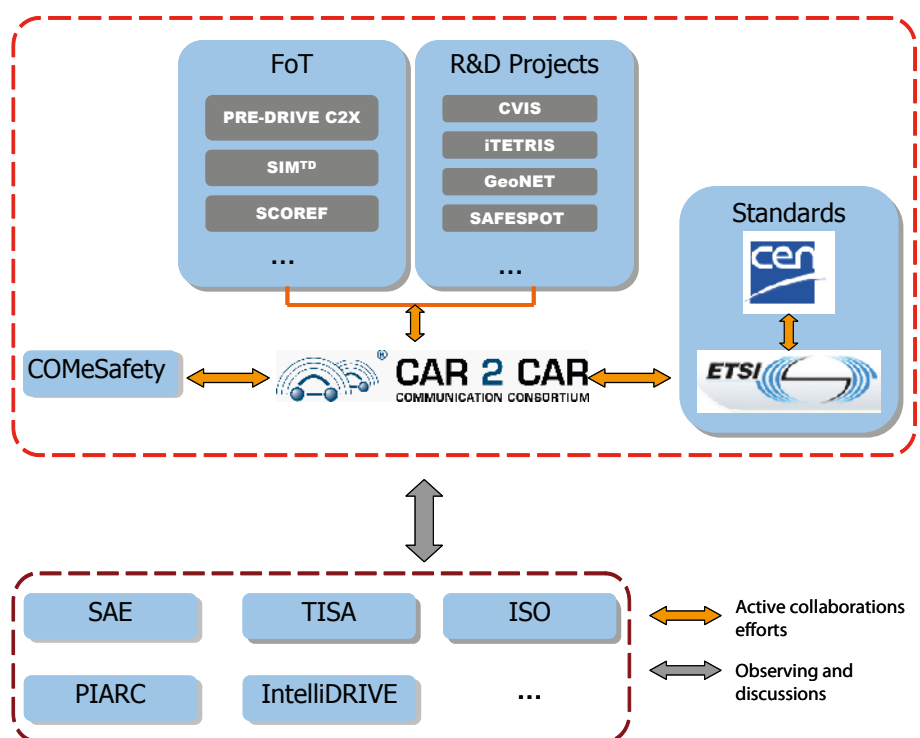 FoT
PRE-DRIVE C2X
SIMTD
SCOREF
...
R&D Projects
CVIS
iTETRIS
GeoNET
SAFESPOT
...
Standards
cen
ETSI
COMeSafety
® CAR 2 CAR
COMMUNICATION CONSORTIUM
SAE
TISA
ISO
PIARC
IntelliDRIVE
...
Active collaborations
efforts
Observing and
discussions